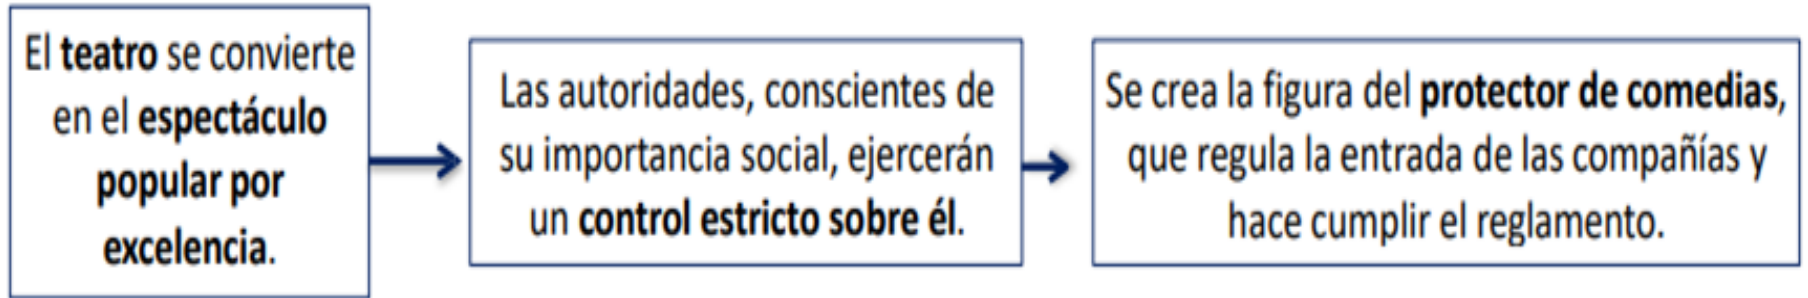 El teatro se convierte
en el espectáculo
popular por
excelencia.
Las autoridades, conscientes de
su importancia social, ejercerán
un control estricto sobre él.
Se crea la figura del protector de comedias,
que regula la entrada de las compañías y
hace cumplir el reglamento.